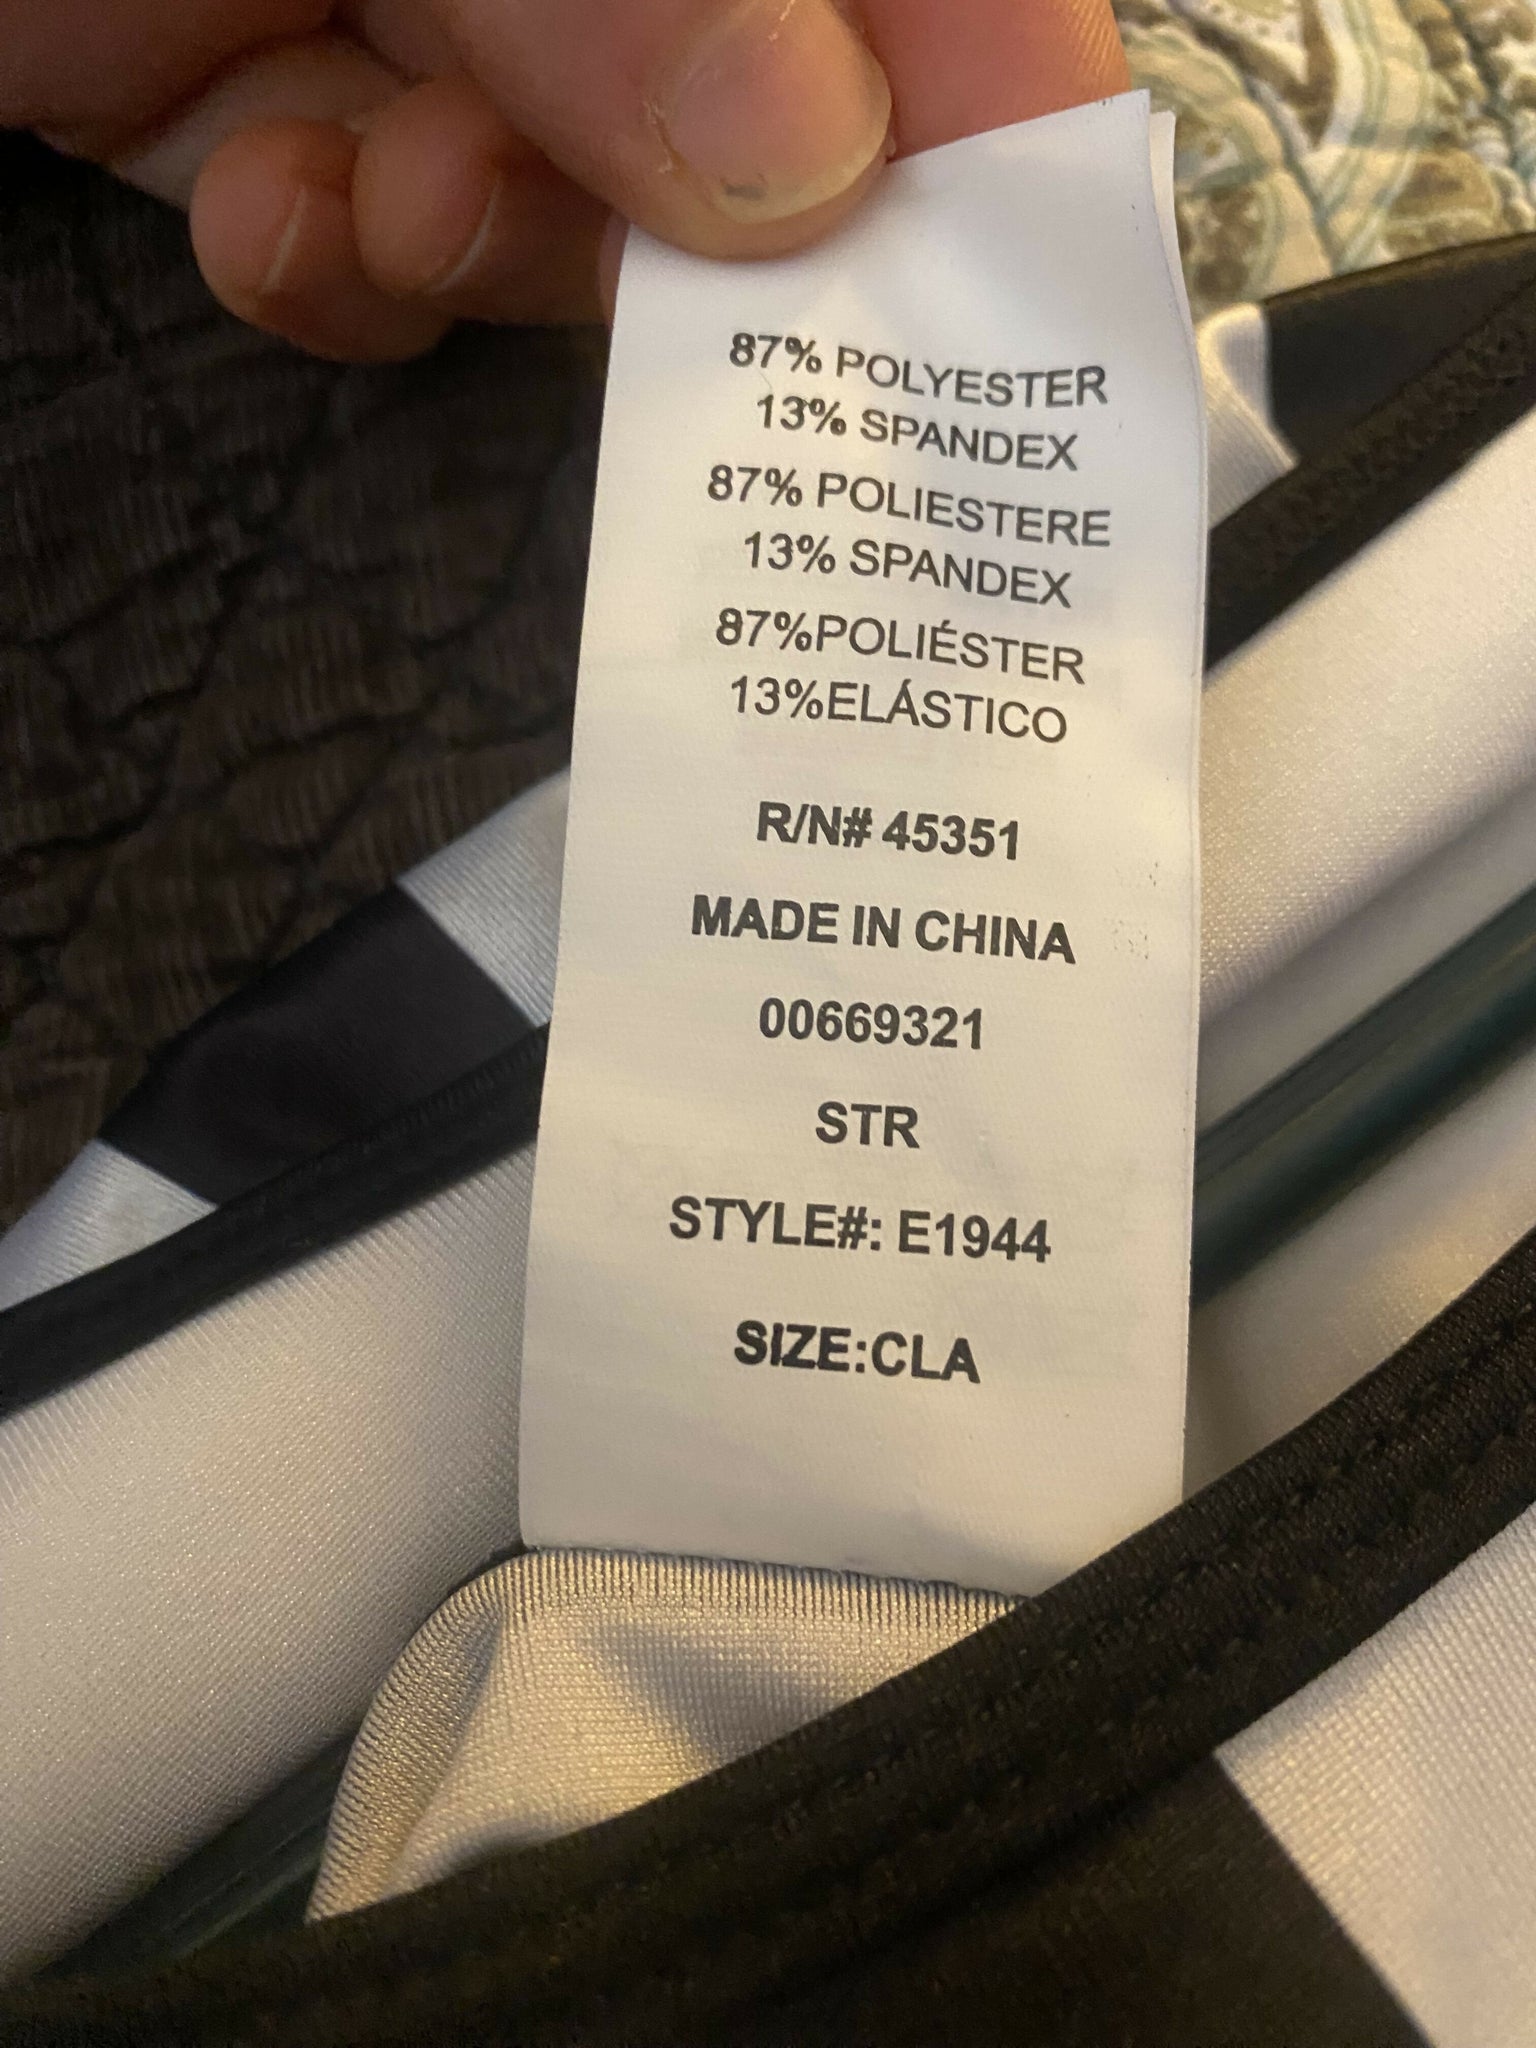 87% POLYESTER
13% SPANDEX
87% POLIESTERE
13% SPANDEX
87%POLIÉSTER
13%ELÁSTICO
R/N# 45351
MADE IN CHINA
00669321
STR
STYLE#: E1944
SIZE:CLA